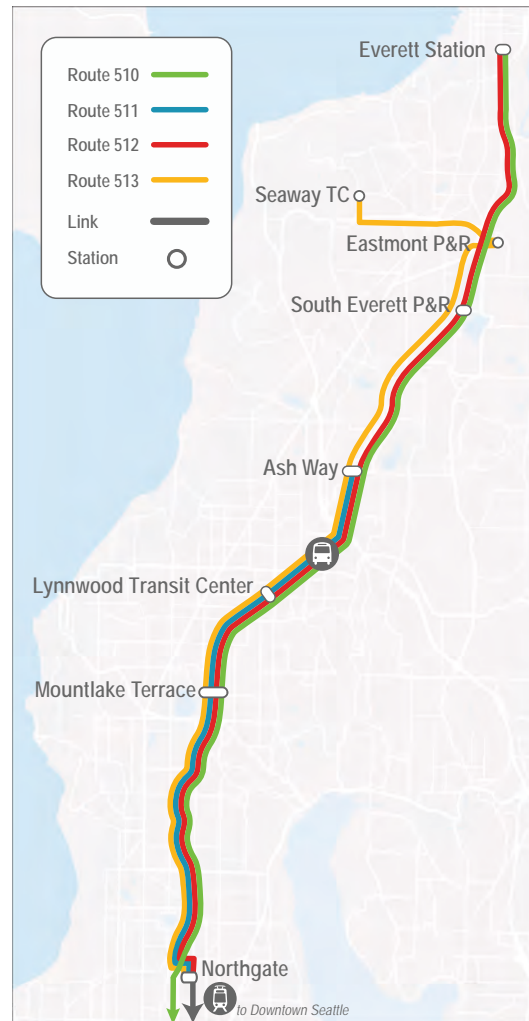 Everett Station
Route 510
Route 511
Route 512
Route 513
Link
Station
Seaway TC
Eastmont P&R
South Everett P&R
Ash Way
Lynnwood Transit Center
Mountlake Terrace
Northgate
to Downtown Seattle